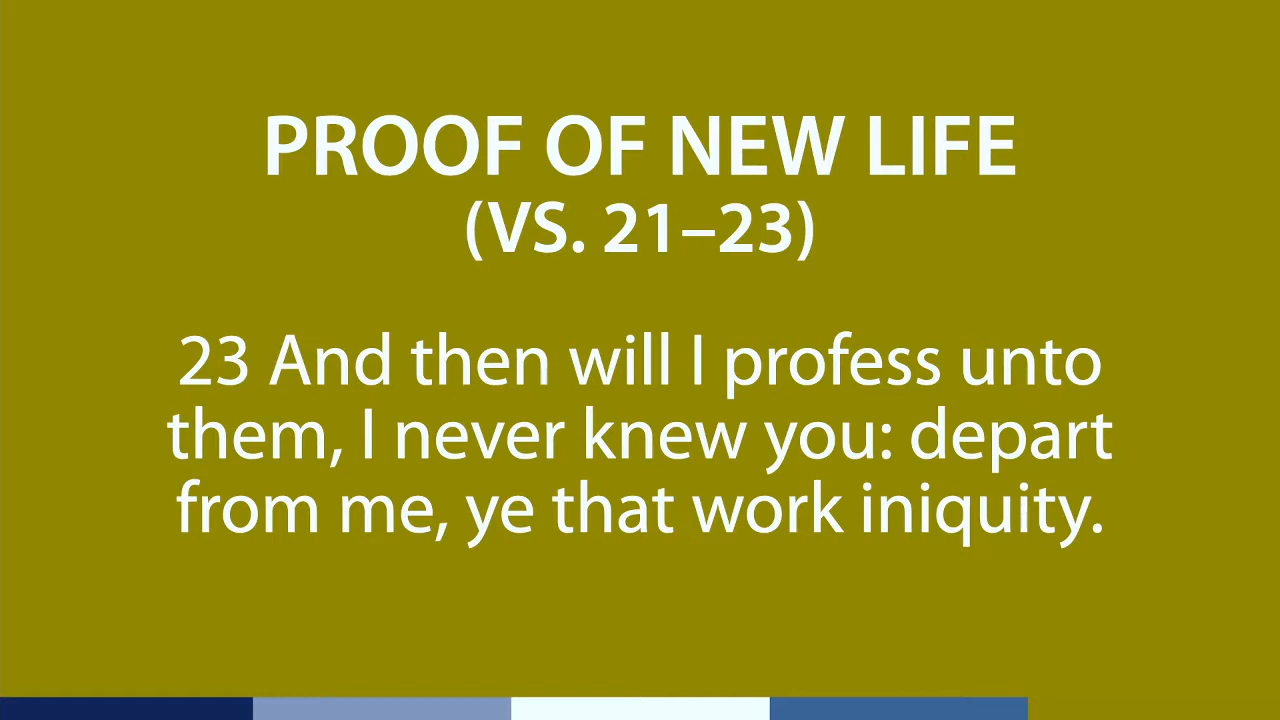 PROOF OF NEW LIFE
(VS. 21–23)
23 And then will I profess unto
them, I never knew you: depart
from me, ye that work iniquity.